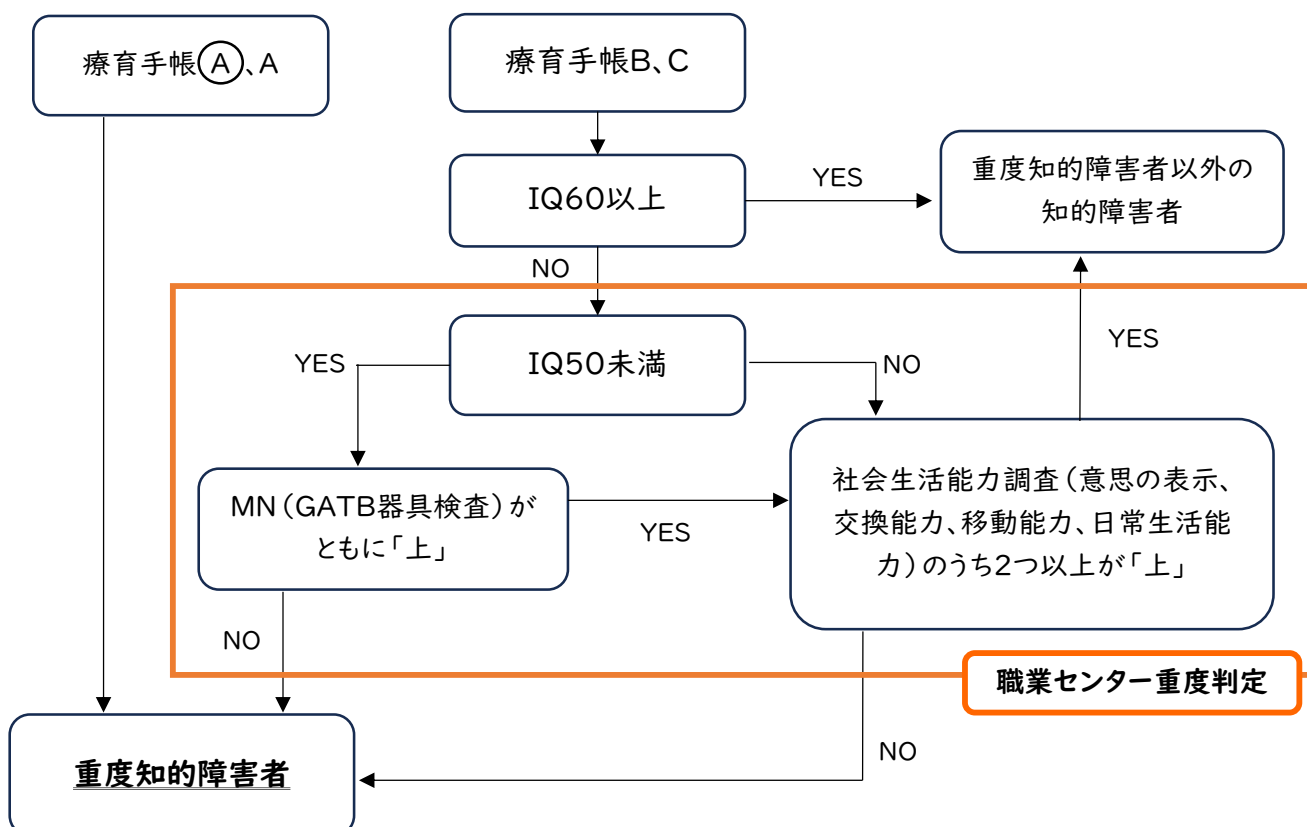 療育手帳Ⓐ、A
療育手帳B、C
IQ60以上
YES
重度知的障害者以外の
知的障害者
NO
IQ50未満
YES
NO
YES
MN(GATB器具検査)が
ともに「上」
YES
社会生活能力調査(意思の表示、
交換能力、移動能力、日常生活能
力)のうち2つ以上が「上」
NO
職業センター重度判定
NO
重度知的障害者